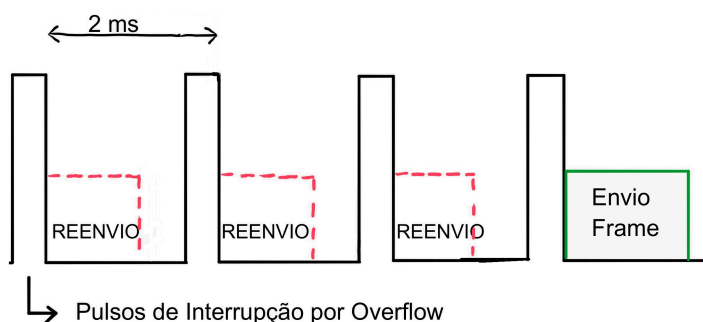 2 ms
REENVIO
REENVIO
REENVIO
Envio
Frame
Pulsos de Interrupção por Overflow